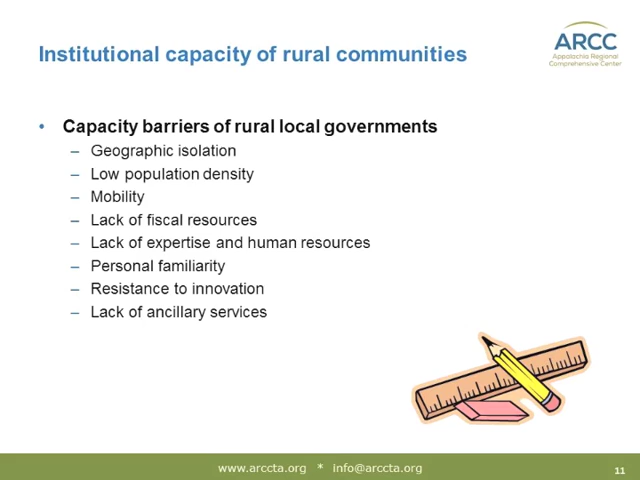 Institutional capacity of rural communities
ARCC
Appalachia Regional
Comprehensive Center
• Capacity barriers of rural local governments
– Geographic isolation
– Low population density
– Mobility
– Lack of fiscal resources
– Lack of expertise and human resources
– Personal familiarity
– Resistance to innovation
– Lack of ancillary services
www.arccta.org * info@arccta.org
11